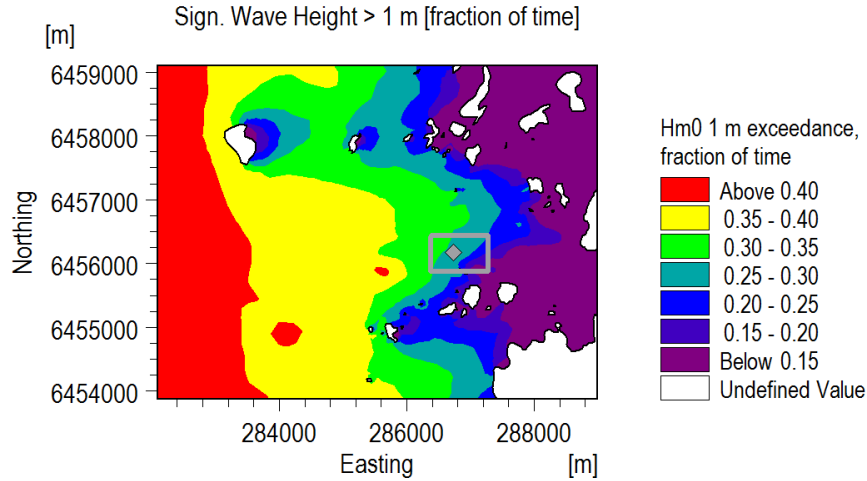 Sign. Wave Height > 1 m [fraction of time]
[m]
6459000
6458000
6457000
6456000
6455000
6454000
Northing
284000 286000 288000
Easting [m]
Hm0 1 m exceedance,
fraction of time
Above 0.40
0.35 - 0.40
0.30 - 0.35
0.25 - 0.30
0.20 - 0.25
0.15 - 0.20
Below 0.15
Undefined Value